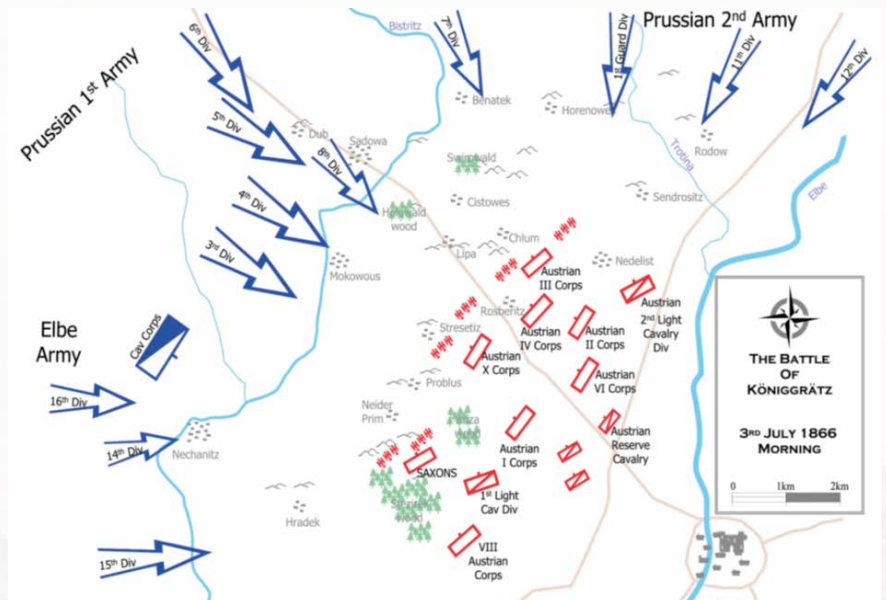 Prussian 2nd Army
Bistritz
6th Div
7th Div
1st Guard Div
11th Div
12th Div
Prussian 1st Army
5th Div
Benatek
Horenowe
Dub
Sadowa
8th Div
Trotina
Rodow
Swipwald
Elbe
4th Div
Holawald
wood
Cistowes
Sendrositz
3rd Div
Lipa
Chlum
Mokowous
Nedelist
Austrian
III Corps
Austrian
2nd Light
Cavalry
Div
Elbe
Army
Cav Corps
Rosberitz
Stresetiz
Austrian
IV Corps
Austrian
II Corps
Austrian
X Corps
THE BATTLE
OF
KÖNIGGRÄTZ
3RD JULY 1866
MORNING
Problus
Austrian
VI Corps
16th Div
Neider
Prim
wood
14th Div
Nechanitz
Austrian
I Corps
Austrian
Reserve
Cavalry
SAXONS
1st Light
Cav Div
0 1km 2km
Hradek
wood
15th Div
VIII
Austrian
Corps